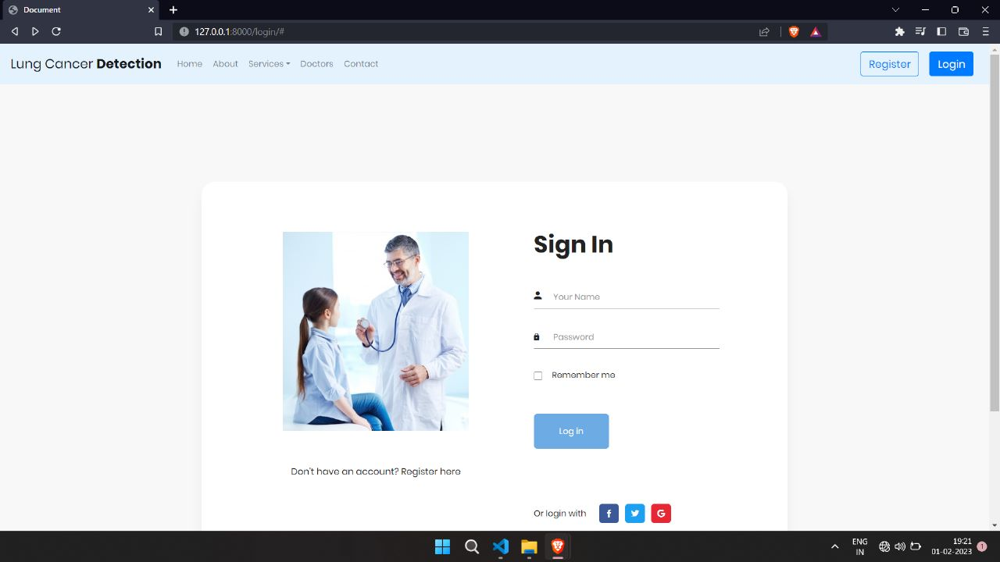 Document
127.0.0.1:8000/login/#
Lung Cancer Detection Home About Services Doctors Contact Register Login
Sign In
Your Name
Password
Remember me
Log in
Don't have an account? Register here
Or login with
ENG
IN
19:21
01-02-2023
1